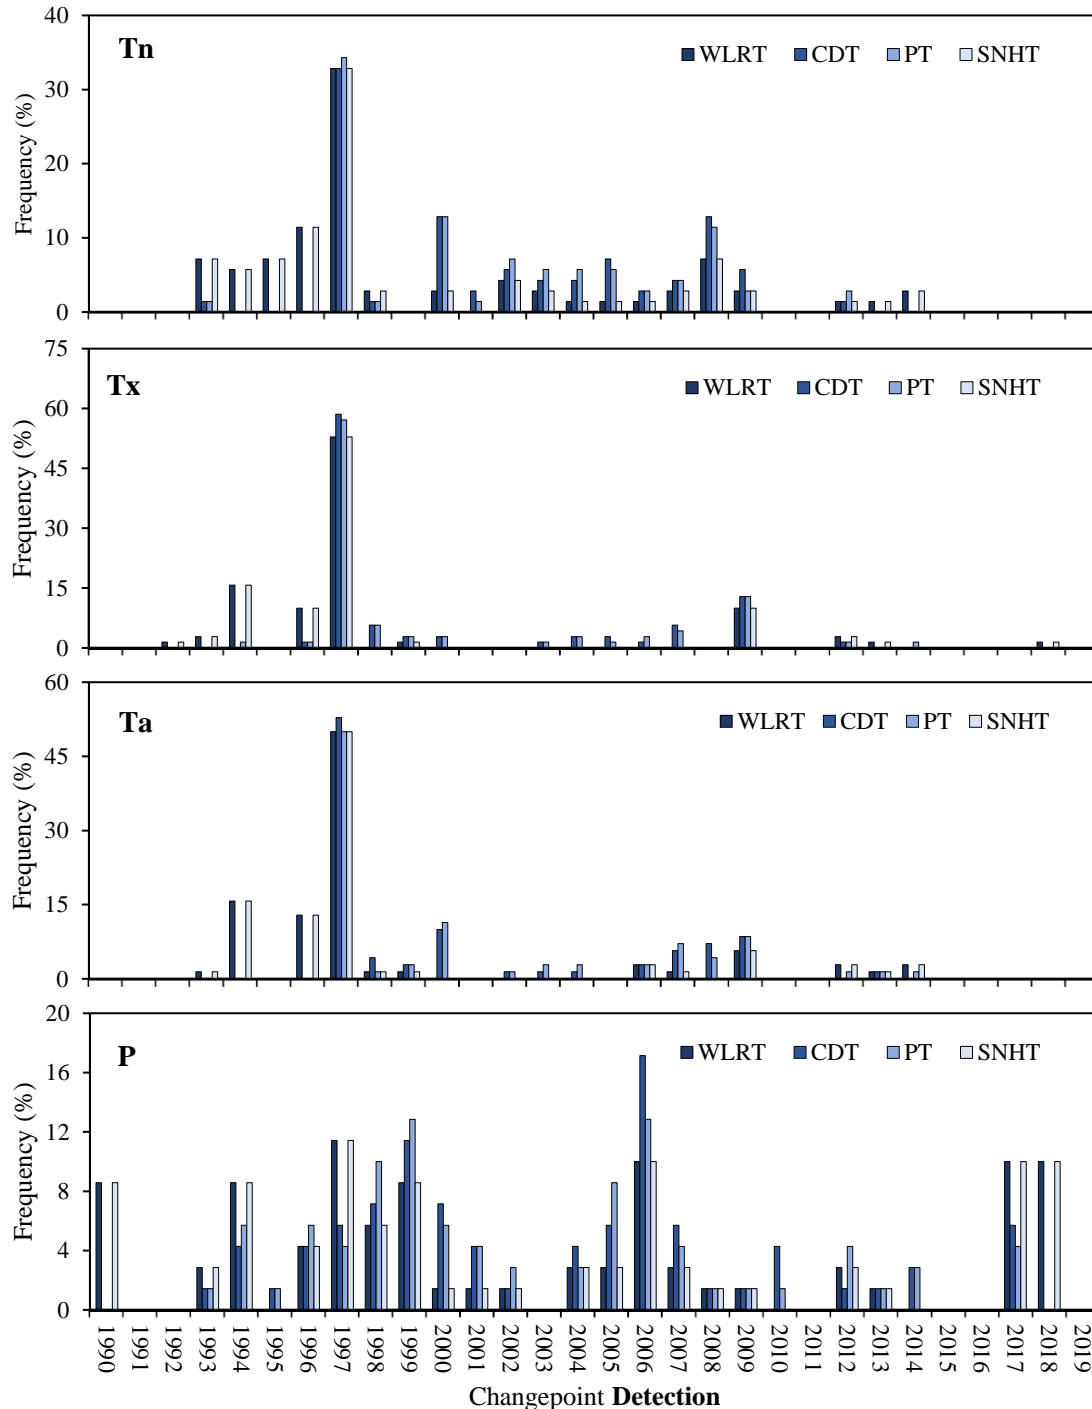 Tn
WLRT CDT PT SNHT
Frequency (%)
40
30
20
10
0
Tx
WLRT CDT PT SNHT
Frequency (%)
75
60
45
30
15
0
Ta
WLRT CDT PT SNHT
Frequency (%)
60
45
30
15
0
P
WLRT CDT PT SNHT
Frequency (%)
20
16
12
8
4
0
1990 1991 1992 1993 1994 1995 1996 1997 1998 1999 2000 2001 2002 2003 2004 2005 2006 2007 2008 2009 2010 2011 2012 2013 2014 2015 2016 2017 2018 2019
Changepoint Detection